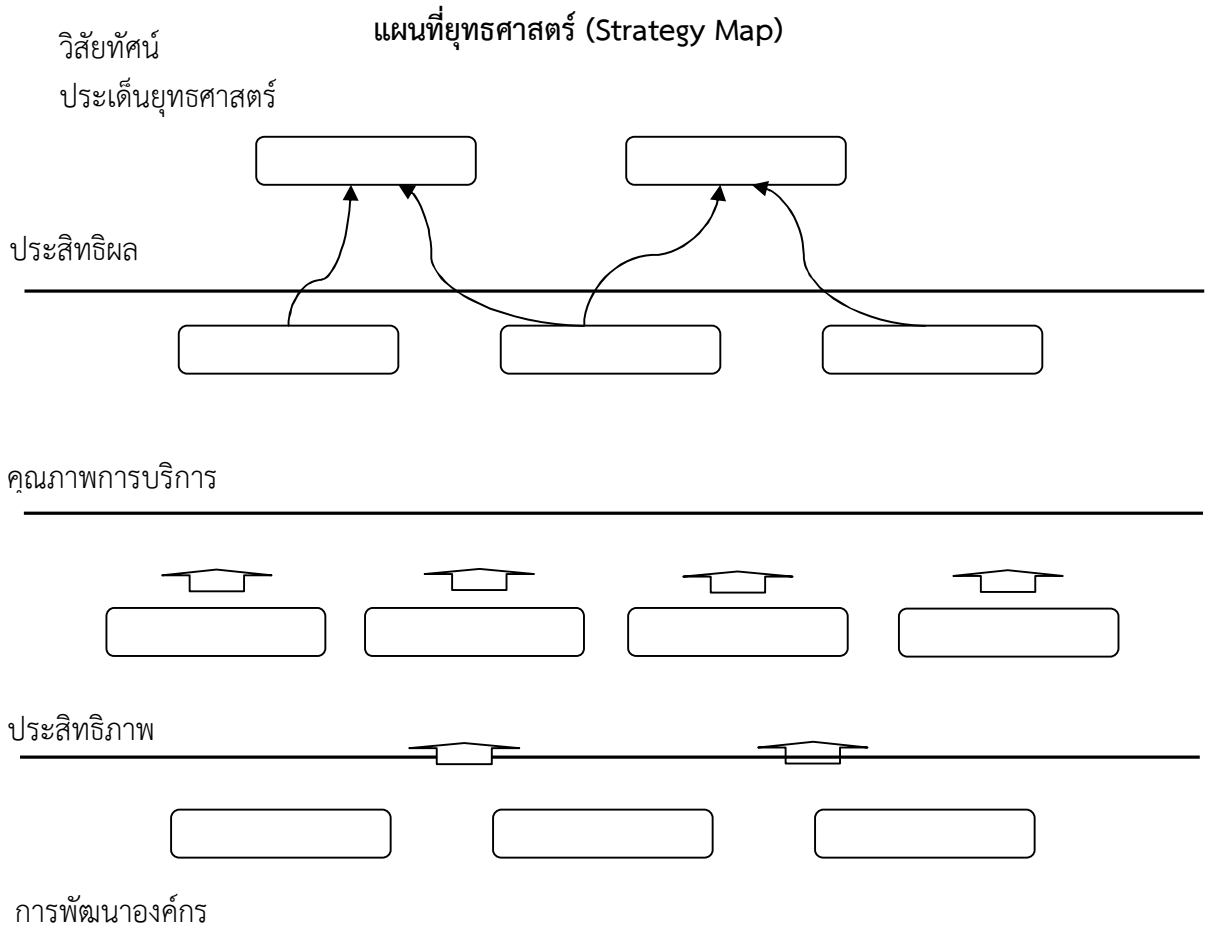 แผนที่ยุทธศาสตร์ (Strategy Map)
วิสัยทัศน์
ประเด็นยุทธศาสตร์
ประสิทธิผล
คุณภาพการบริการ
ประสิทธิภาพ
การพัฒนาองค์กร